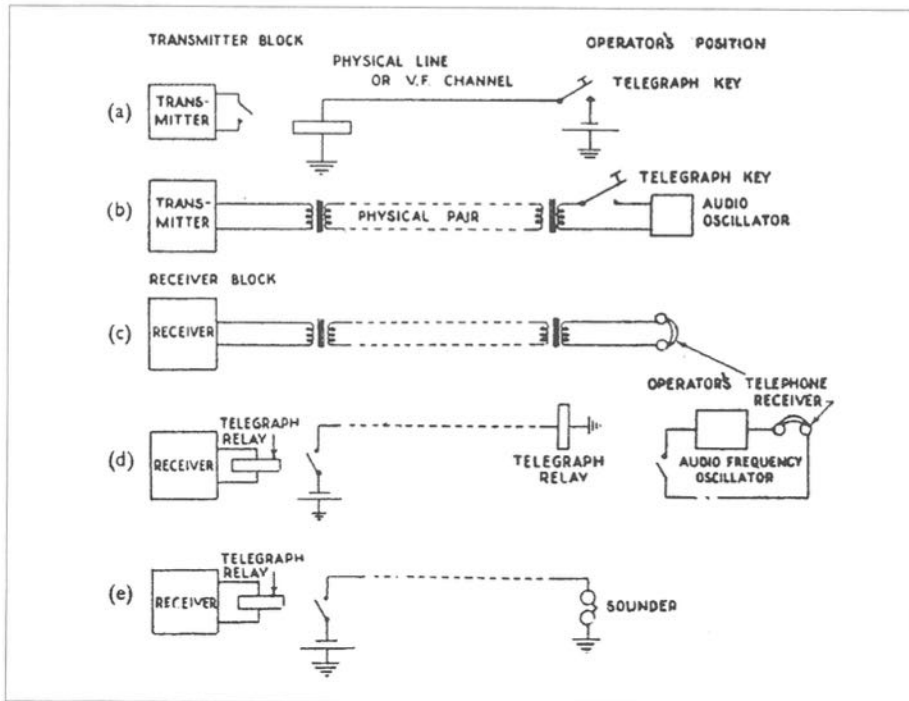 TRANSMITTER BLOCK
OPERATOR'S POSITION
PHYSICAL LINE
OR V.F. CHANNEL
TELEGRAPH KEY
(a)
TRANS-
MITTER
TELEGRAPH KEY
(b)
TRANS-
MITTER
PHYSICAL PAIR
AUDIO
OSCILLATOR
RECEIVER BLOCK
(c)
RECEIVER
OPERATOR'S TELEPHONE
RECEIVER
TELEGRAPH
RELAY
(d)
RECEIVER
TELEGRAPH
RELAY
AUDIO FREQUENCY
OSCILLATOR
TELEGRAPH
RELAY
(e)
RECEIVER
SOUNDER